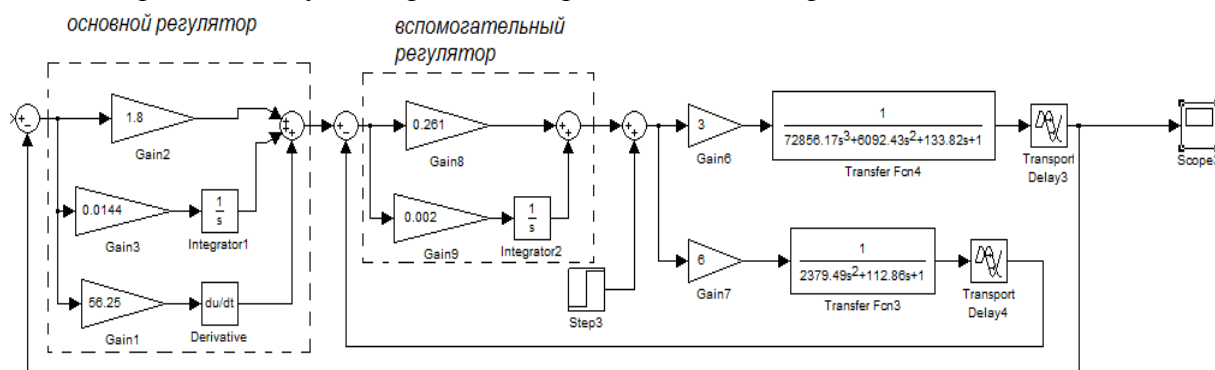 основной регулятор
вспомогательный
регулятор
1.8
Gain2
0.0144
Gain3
1
s
Integrator1
56.25
Gain1
du/dt
Derivative
0.261
Gain8
0.002
Gain9
1
s
Integrator2
Step3
3
Gain6
1
72856.17s3+6092.43s2+133.82s+1
Transfer Fcn4
Transport
Delay3
6
Gain7
1
2379.49s2+112.86s+1
Transfer Fcn3
Transport
Delay4